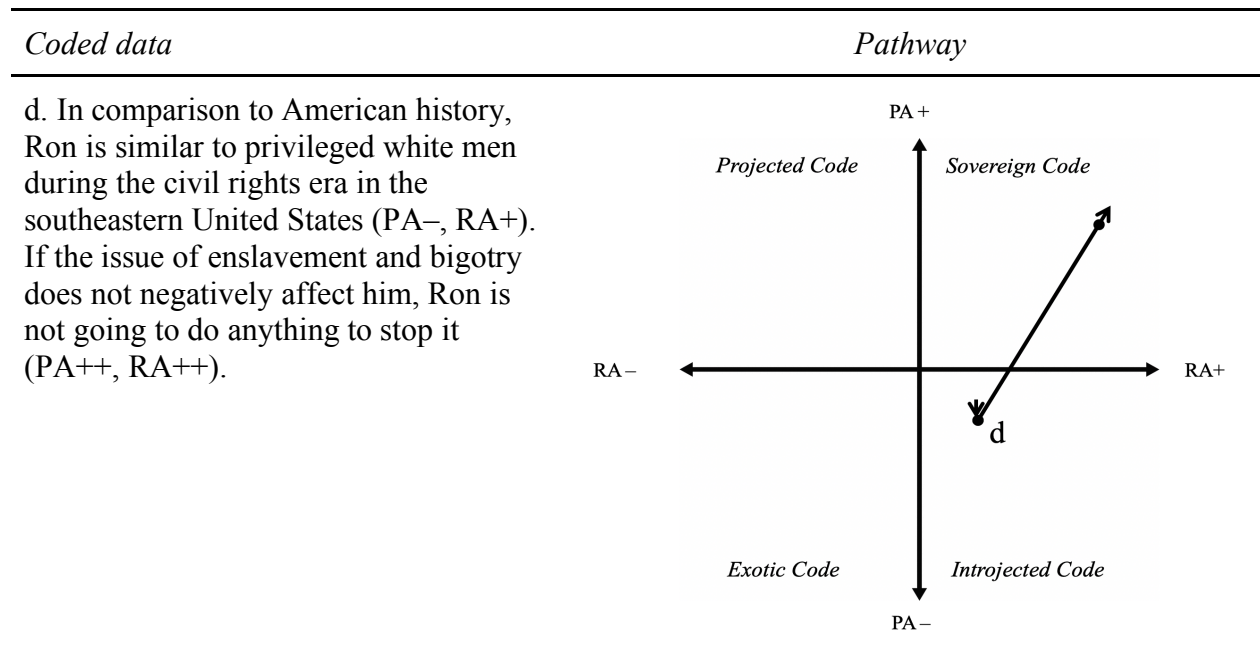 Coded data
Pathway
d. In comparison to American history,
Ron is similar to privileged white men
during the civil rights era in the
southeastern United States (PA–, RA+).
If the issue of enslavement and bigotry
does not negatively affect him, Ron is
not going to do anything to stop it
(PA++, RA++).
PA +
Projected Code
Sovereign Code
RA –
RA+
d
Exotic Code
Introjected Code
PA –